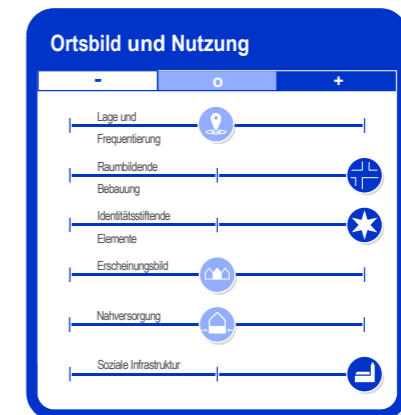 Ortsbild und Nutzung
- o +
Lage und
Frequentierung
Raumbildende
Bebauung
Identitätsstiftende
Elemente
Erscheinungsbild
Nahversorgung
Soziale Infrastruktur